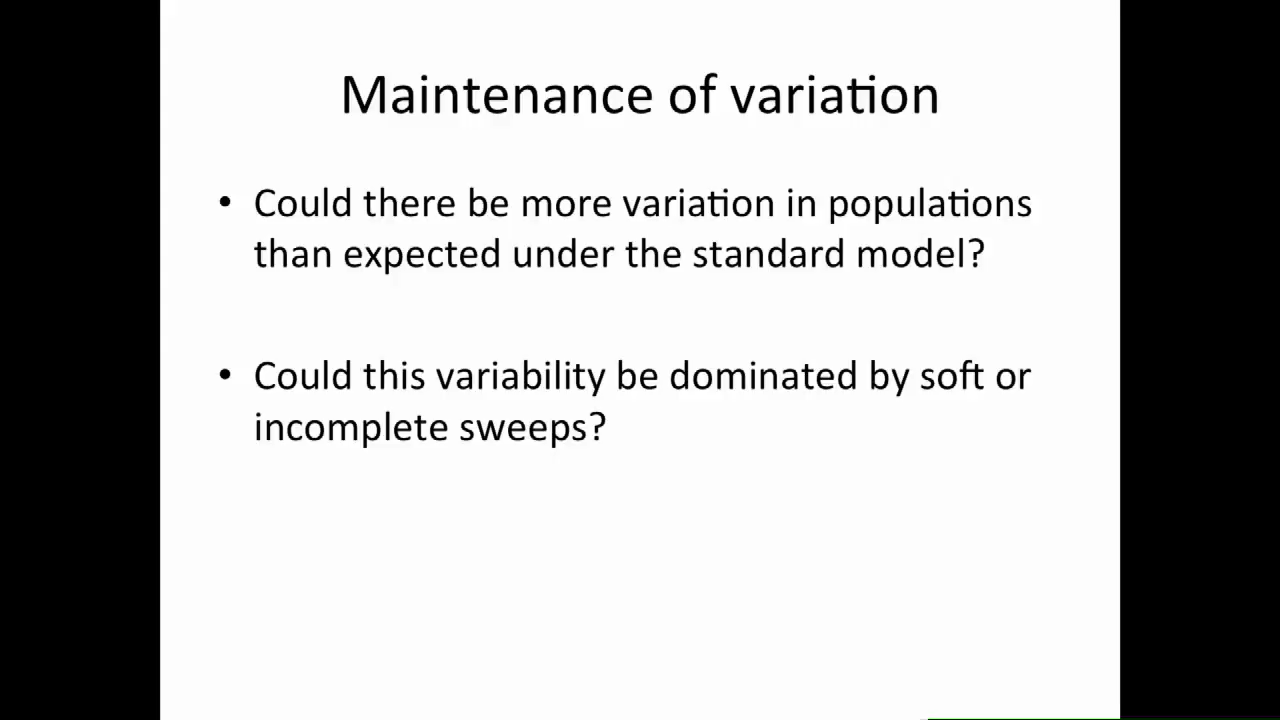 Maintenance of variation
• Could there be more variation in populations
than expected under the standard model?
• Could this variability be dominated by soft or
incomplete sweeps?